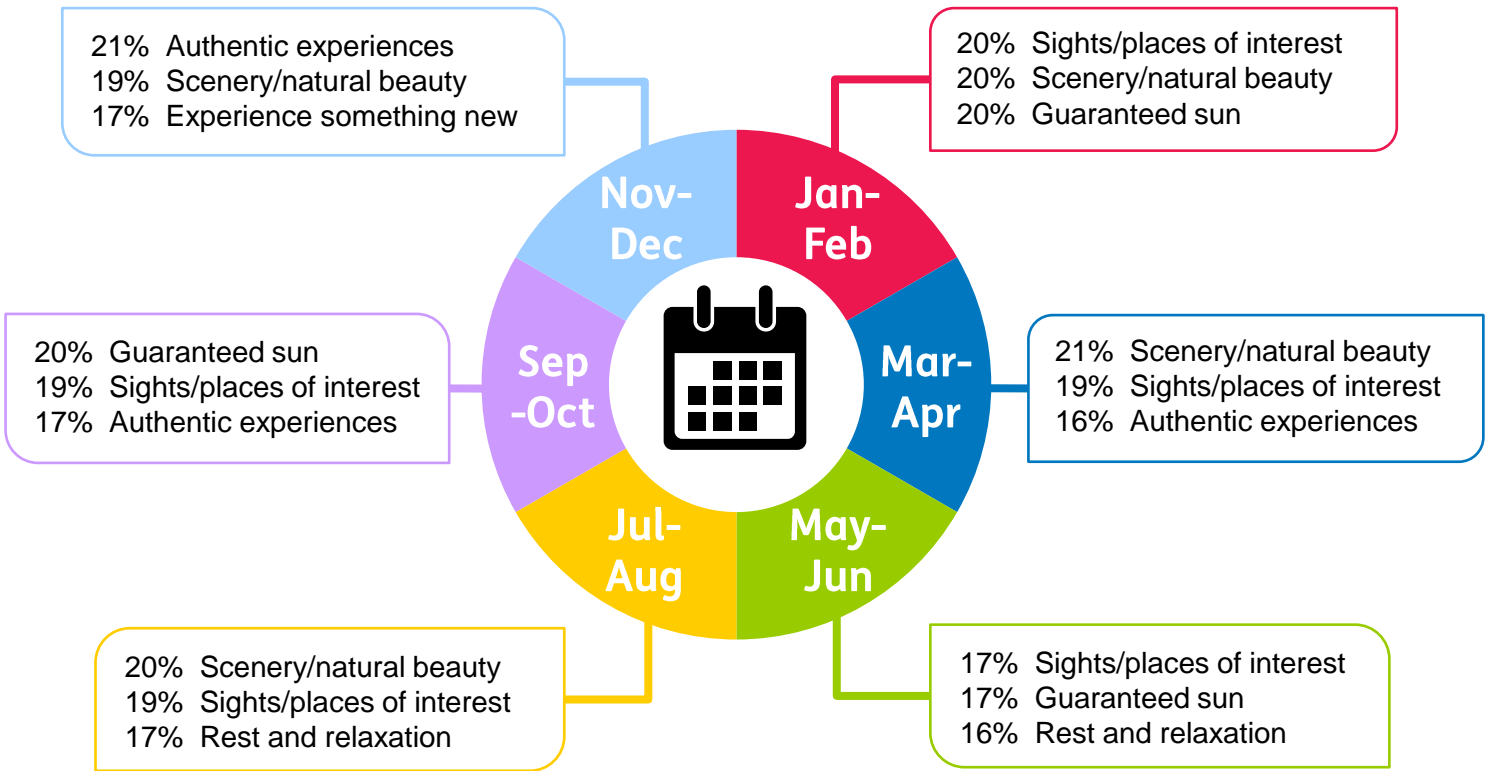 21% Authentic experiences
19% Scenery/natural beauty
17% Experience something new
20% Sights/places of interest
20% Scenery/natural beauty
20% Guaranteed sun
Nov-
Dec
Jan-
Feb
20% Guaranteed sun
19% Sights/places of interest
17% Authentic experiences
Sep
-Oct
Mar-
Apr
21% Scenery/natural beauty
19% Sights/places of interest
16% Authentic experiences
Jul-
Aug
May-
Jun
20% Scenery/natural beauty
19% Sights/places of interest
17% Rest and relaxation
17% Sights/places of interest
17% Guaranteed sun
16% Rest and relaxation